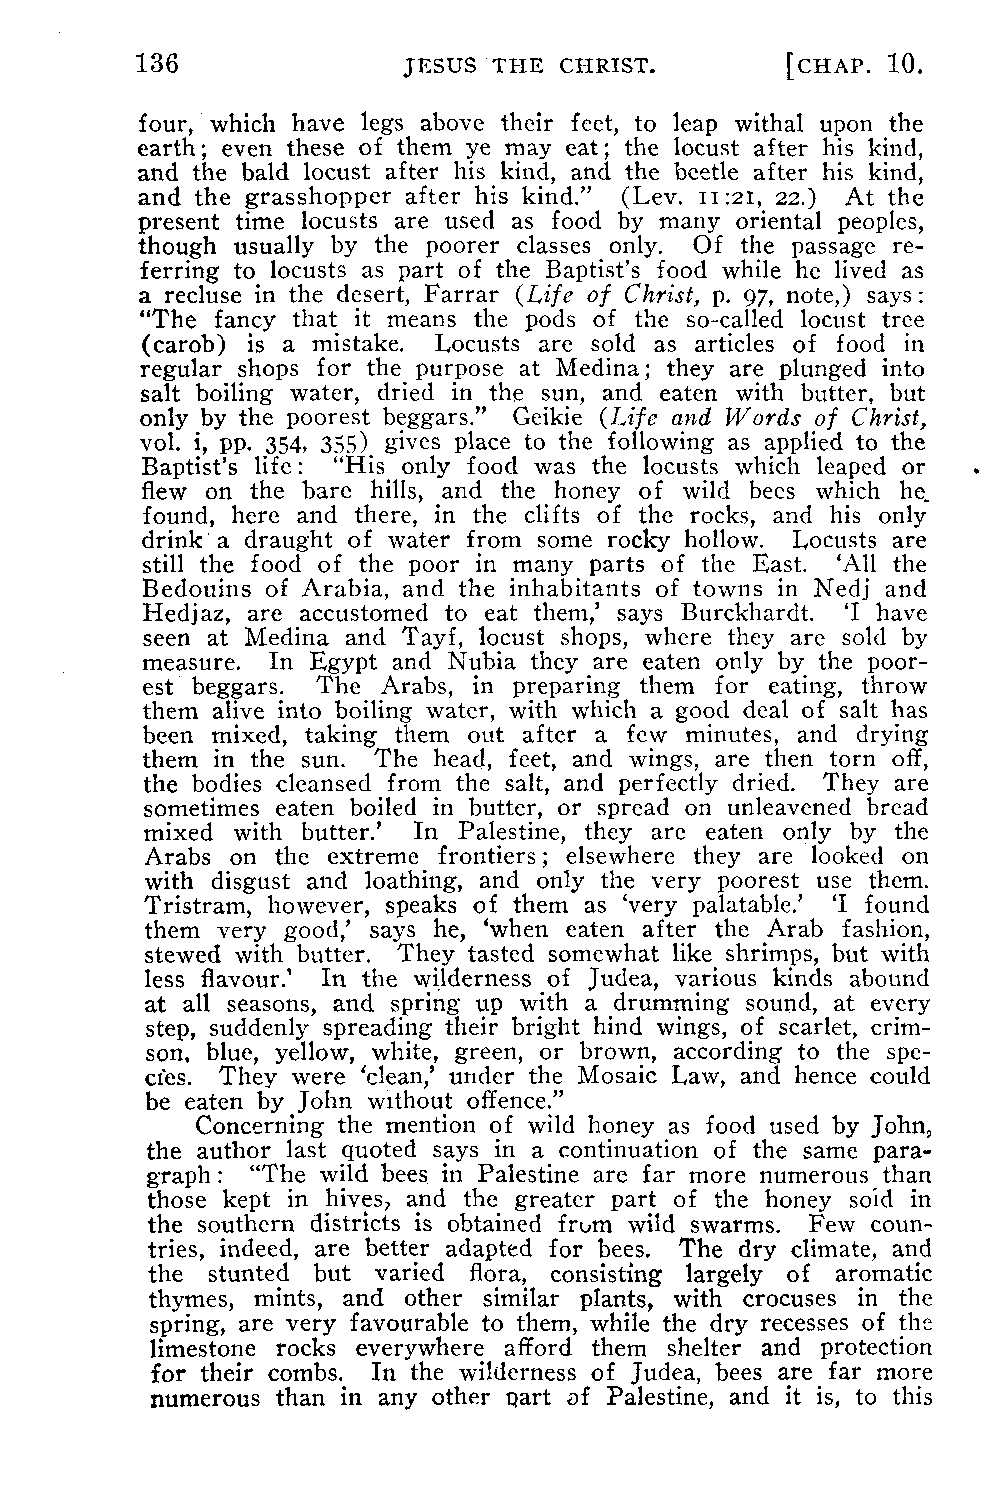 136 JESUS THE CHRIST. [CHAP. 10.
four, which have legs above their feet, to leap withal upon the
earth; even these of them ye may eat; the locust after his kind,
and the bald locust after his kind, and the beetle after his kind,
and the grasshopper after his kind.” (Lev. 11:21, 22.) At the
present time locusts are used as food by many oriental peoples,
though usually by the poorer classes only. Of the passage re-
ferring to locusts as part of the Baptist's food while he lived as
a recluse in the desert, Farrar (Life of Christ, p. 97, note,) says:
“The fancy that it means the pods of the so-called locust tree
(carob) is a mistake. Locusts are sold as articles of food in
regular shops for the purpose at Medina; they are plunged into
salt boiling water, dried in the sun, and eaten with butter, but
only by the poorest beggars.” Geikie (Life and Words of Christ,
vol. i, pp. 354, 355) gives place to the following as applied to the
Baptist's life: “His only food was the locusts which leaped or
flew on the bare hills, and the honey of wild bees which he
found, here and there, in the clifts of the rocks, and his only
drink a draught of water from some rocky hollow. Locusts are
still the food of the poor in many parts of the East. ‘All the
Bedouins of Arabia, and the inhabitants of towns in Nedj and
Hedjaz, are accustomed to eat them,’ says Burckhardt. ‘I have
seen at Medina and Tayf, locust shops, where they are sold by
measure. In Egypt and Nubia they are eaten only by the poor-
est beggars. The Arabs, in preparing them for eating, throw
them alive into boiling water, with which a good deal of salt has
been mixed, taking them out after a few minutes, and drying
them in the sun. The head, feet, and wings, are then torn off,
the bodies cleansed from the salt, and perfectly dried. They are
sometimes eaten boiled in butter, or spread on unleavened bread
mixed with butter.’ In Palestine, they are eaten only by the
Arabs on the extreme frontiers; elsewhere they are looked on
with disgust and loathing, and only the very poorest use them.
Tristram, however, speaks of them as ‘very palatable.’ ‘I found
them very good,’ says he, ‘when eaten after the Arab fashion,
stewed with butter. They tasted somewhat like shrimps, but with
less flavour.’ In the wilderness of Judea, various kinds abound
at all seasons, and spring up with a drumming sound, at every
step, suddenly spreading their bright hind wings, of scarlet, crim-
son, blue, yellow, white, green, or brown, according to the spe-
cies. They were ‘clean,’ under the Mosaic Law, and hence could
be eaten by John without offence.”
Concerning the mention of wild honey as food used by John,
the author last quoted says in a continuation of the same para-
graph: “The wild bees in Palestine are far more numerous than
those kept in hives, and the greater part of the honey sold in
the southern districts is obtained from wild swarms. Few coun-
tries, indeed, are better adapted for bees. The dry climate, and
the stunted but varied flora, consisting largely of aromatic
thymes, mints, and other similar plants, with crocuses in the
spring, are very favourable to them, while the dry recesses of the
limestone rocks everywhere afford them shelter and protection
for their combs. In the wilderness of Judea, bees are far more
numerous than in any other part of Palestine, and it is, to this